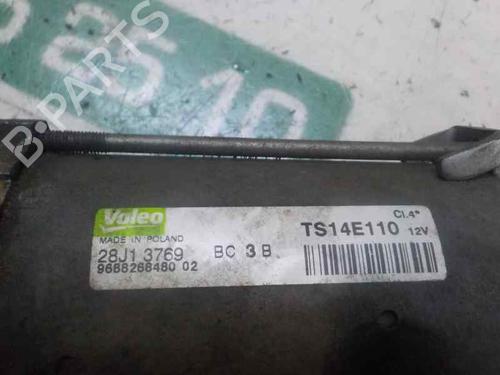 B-PARTS
Valeo
MADE IN POLAND
28J1 3769
BC 3 B
9688268480 02
TS14E110
Cl.4*
12V